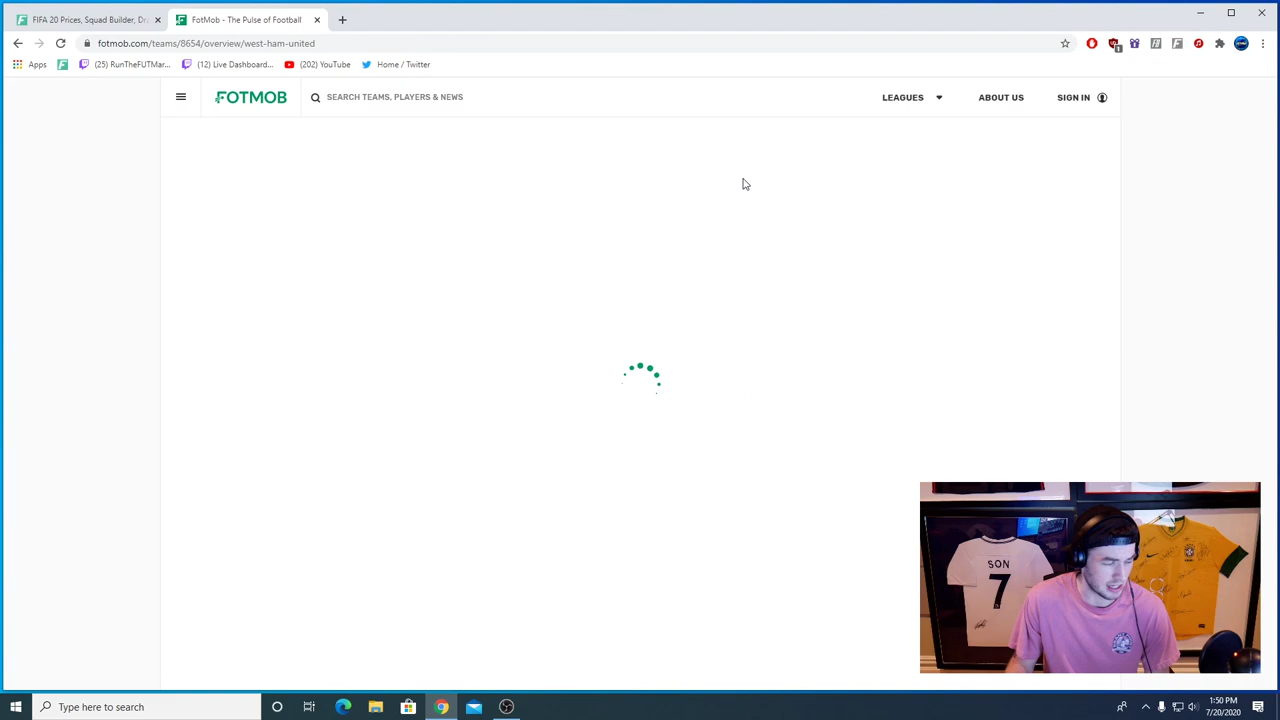 FIFA 20 Prices, Squad Builder, Dr
FotMob - The Pulse of Football
fotmob.com/teams/8654/overview/west-ham-united
Apps
(25) RunTheFUTMar...
(12) Live Dashboard...
(202) YouTube
Home / Twitter
FOTMOB
SEARCH TEAMS, PLAYERS & NEWS
LEAGUES
ABOUT US
SIGN IN
SON
7
Type here to search
1:50 PM
7/20/2020